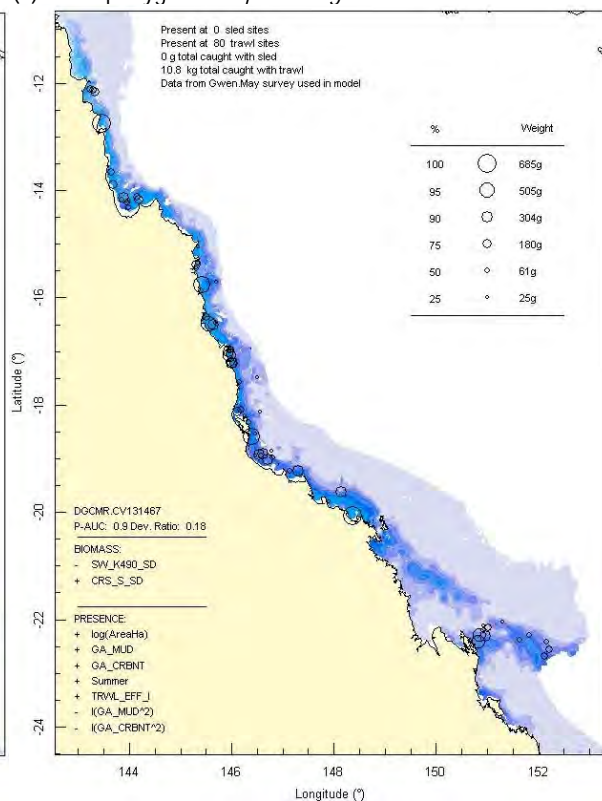 Present at 0 sled sites
Present at 80 trawl sites
0 g total caught with sled
10.8 kg total caught with trawl
Data from Gwen.May survey used in model
% Weight
100 685g
95 505g
90 304g
75 180g
50 61g
25 25g
-12
-14
-16
-18
-20
-22
-24
Latitude (º)
DGCMR.CV131467
P-AUC: 0.9 Dev. Ratio: 0.18
BIOMASS:
- SW_K490_SD
+ CRS_S_SD
PRESENCE:
+ log(AreaHa)
+ GA_MUD
+ GA_CRBNT
+ Summer
+ TRWL_EFF_I
- I(GA_MUD^2)
- I(GA_CRBNT^2)
144 146 148 150 152
Longitude (º)